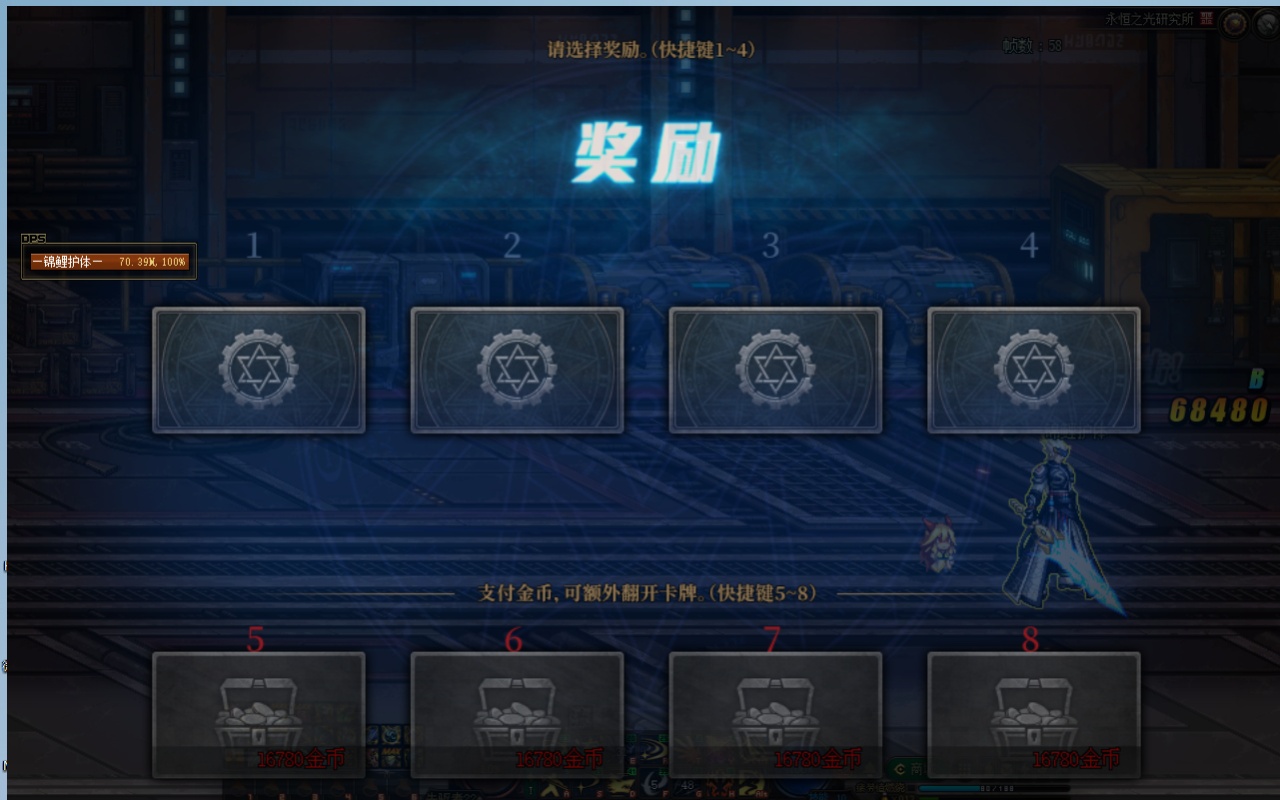 永恒之光研究所
请选择奖励。(快捷键1~4)
帧数 : 58
奖励
DPS
一锦鲤护体一 70.39M, 100%
1 2 3 4
B
68480
支付金币, 可额外翻开卡牌。(快捷键5~8)
5 6 7 8
16780金币 16780金币 16780金币 16780金币